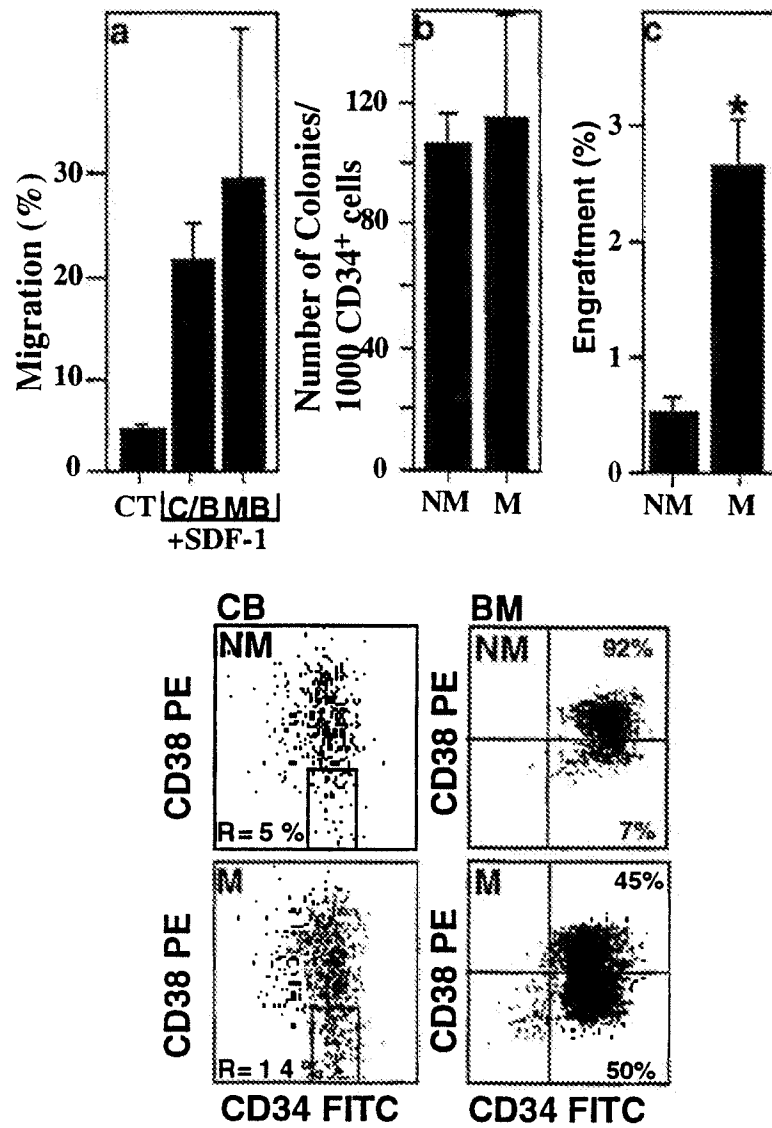 a
Migration (%)
30
20
10
0
CT C/B MB
+SDF-1
b
Number of Colonies/
1000 CD34+ cells
120
80
40
0
NM M
c
Engraftment (%)
3
2
1
0
*
NM M
CB
NM
CD38 PE
R= 5 %
M
CD38 PE
R= 14 %
CD34 FITC
BM
NM
92%
CD38 PE
7%
M
45%
CD38 PE
50%
CD34 FITC